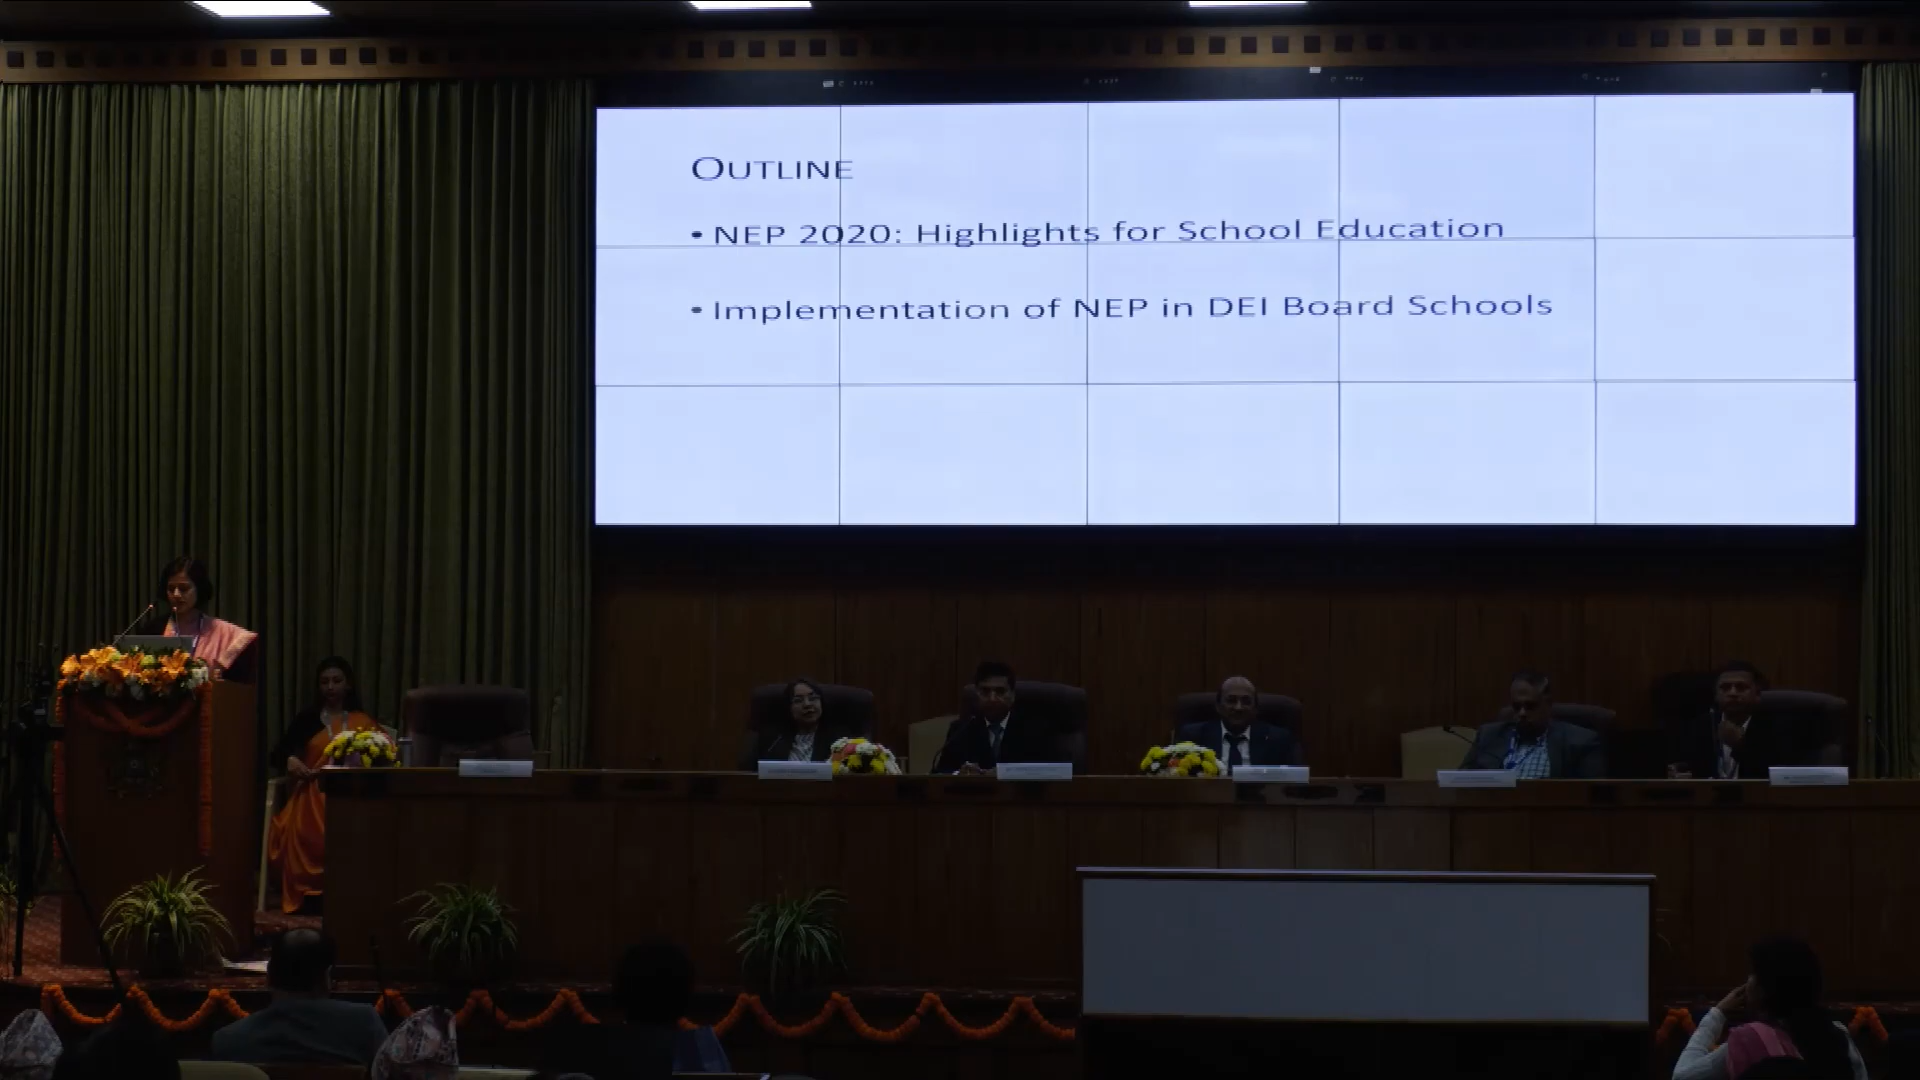 OUTLINE
• NEP 2020: Highlights for School Education
• Implementation of NEP in DEI Board Schools